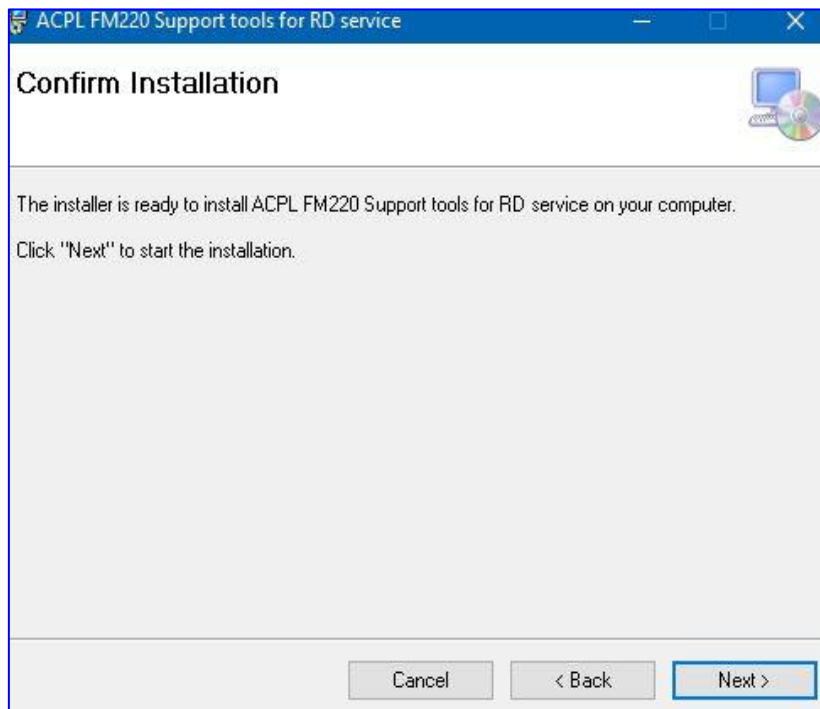 ACPL FM220 Support tools for RD service
Confirm Installation
The installer is ready to install ACPL FM220 Support tools for RD service on your computer.
Click "Next" to start the installation.
Cancel
< Back
Next >